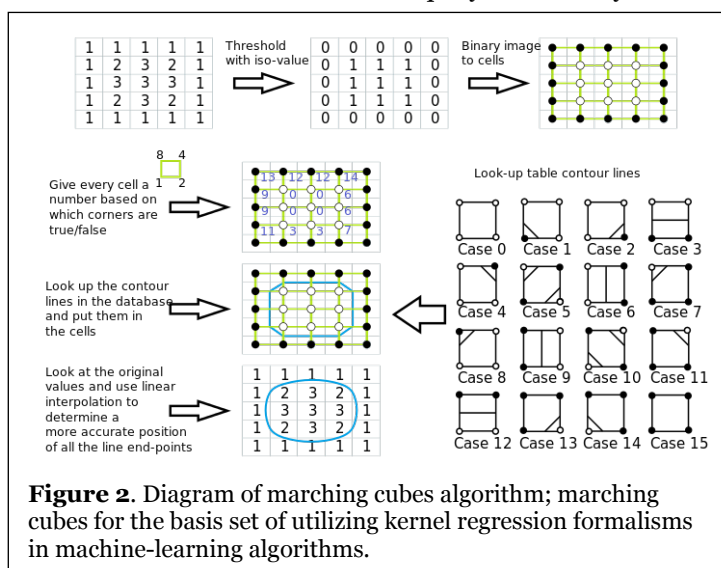 1 1 1 1 1
1 2 3 2 1
1 3 3 3 1
1 2 3 2 1
1 1 1 1 1
Threshold
with iso-value
0 0 0 0 0
0 1 1 1 0
0 1 1 1 0
0 1 1 1 0
0 0 0 0 0
Binary image
to cells
8 4
1 2
Give every cell a
number based on
which corners are
true/false
13 12 12 14
9 0 0 6
9 0 0 6
11 3 3 7
Look up the contour
lines in the database
and put them in
the cells
Look at the original
values and use linear
interpolation to
determine a
more accurate position
of all the line end-points
1 1 1 1 1
1 2 3 2 1
1 3 3 3 1
1 2 3 2 1
1 1 1 1 1
Look-up table contour lines
Case 0 Case 1 Case 2 Case 3
Case 4 Case 5 Case 6 Case 7
Case 8 Case 9 Case 10 Case 11
Case 12 Case 13 Case 14 Case 15
Figure 2. Diagram of marching cubes algorithm; marching
cubes for the basis set of utilizing kernel regression formalisms
in machine-learning algorithms.